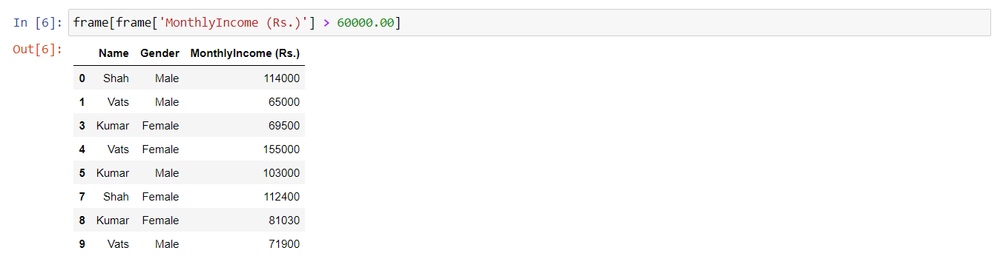 In [6]: frame[frame['MonthlyIncome (Rs.)'] > 60000.00]
Out[6]:
Name Gender MonthlyIncome (Rs.)
0 Shah Male 114000
1 Vats Male 65000
3 Kumar Female 69500
4 Vats Female 155000
5 Kumar Male 103000
7 Shah Female 112400
8 Kumar Female 81030
9 Vats Male 71900